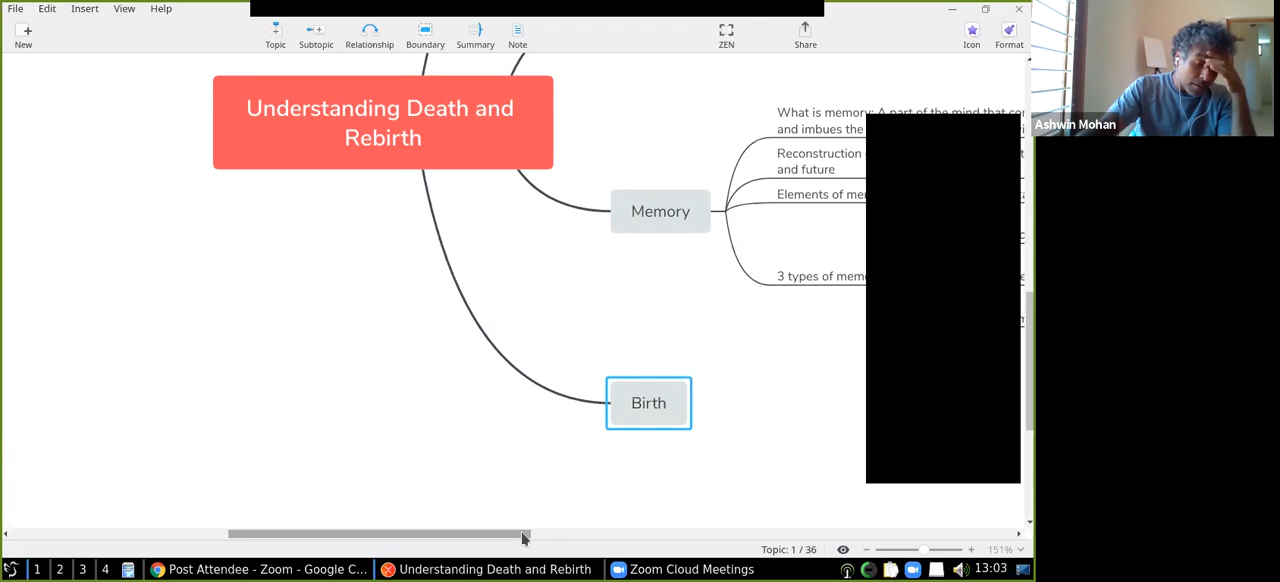 File Edit Insert View Help
New Topic Subtopic Relationship Boundary Summary Note ZEN Share Icon Format
Understanding Death and
Rebirth
Ashwin Mohan
What is memory: A part of the mind that
and imbues the
Reconstruction
and future
Elements of
Memory
3 types of
Birth
Topic: 1 / 36 151%
1 2 3 4 Post Attendee - Zoom - Google C... Understanding Death and Rebirth Zoom Cloud Meetings 13:03